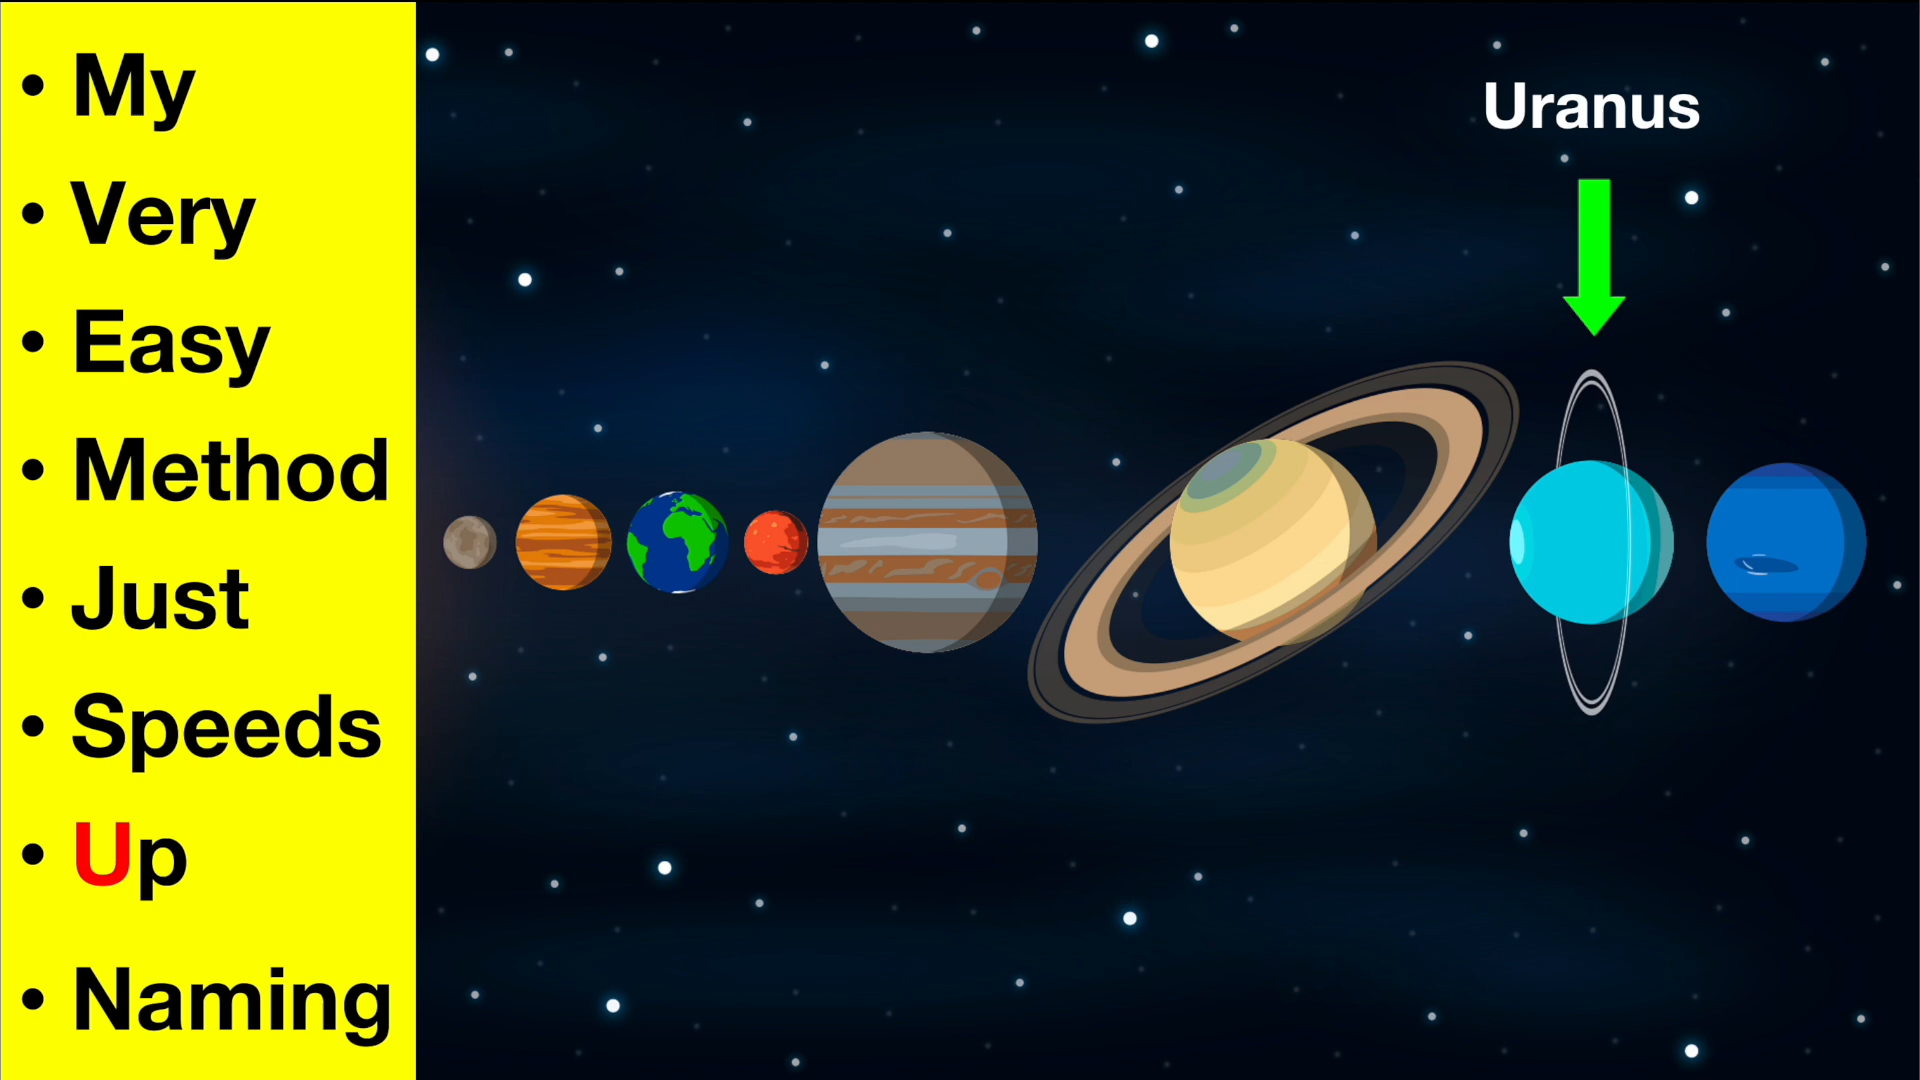 • My
• Very
• Easy
• Method
• Just
• Speeds
• Up
• Naming
Uranus